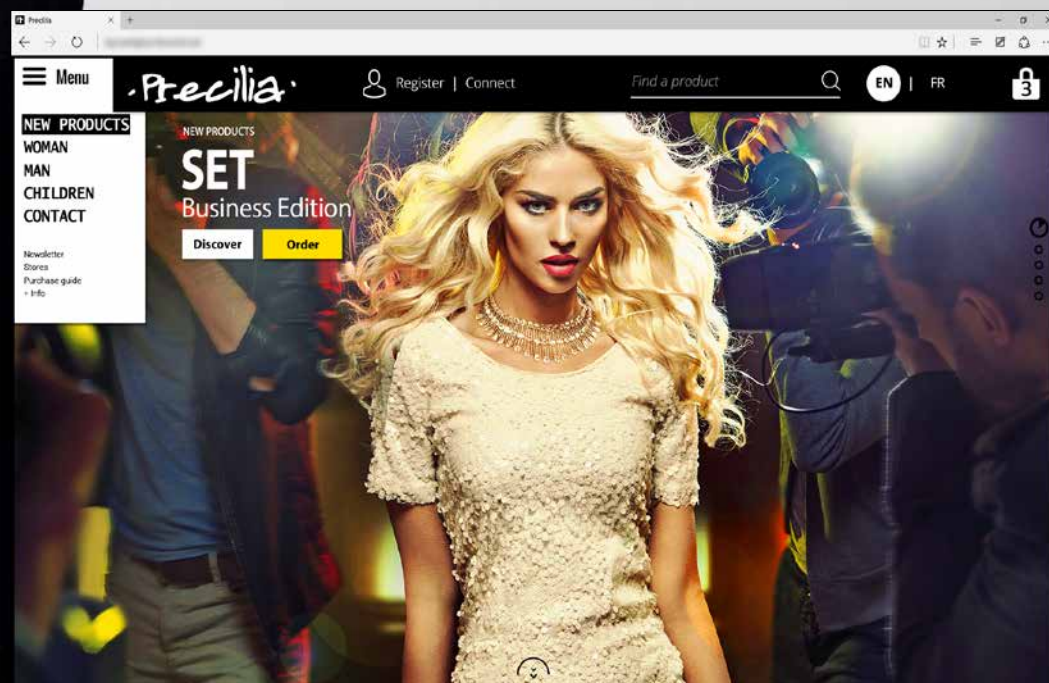 Precilia
Menu
·Precilia·
Register | Connect
Find a product
EN | FR
3
NEW PRODUCTS
WOMAN
MAN
CHILDREN
CONTACT
Newsletter
Stores
Purchase guide
+ Info
NEW PRODUCTS
SET
Business Edition
Discover
Order